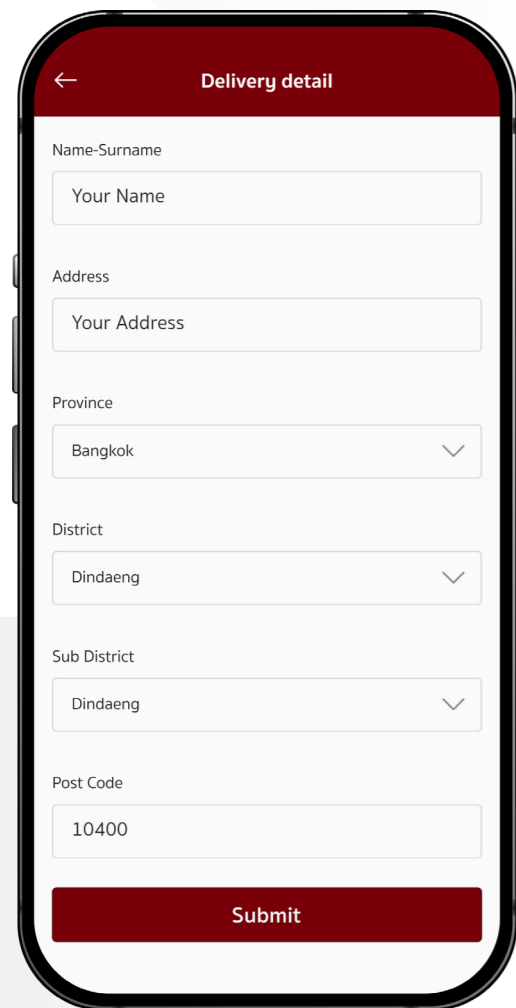 Delivery detail
Name-Surname
Your Name
Address
Your Address
Province
Bangkok
District
Dindaeng
Sub District
Dindaeng
Post Code
10400
Submit